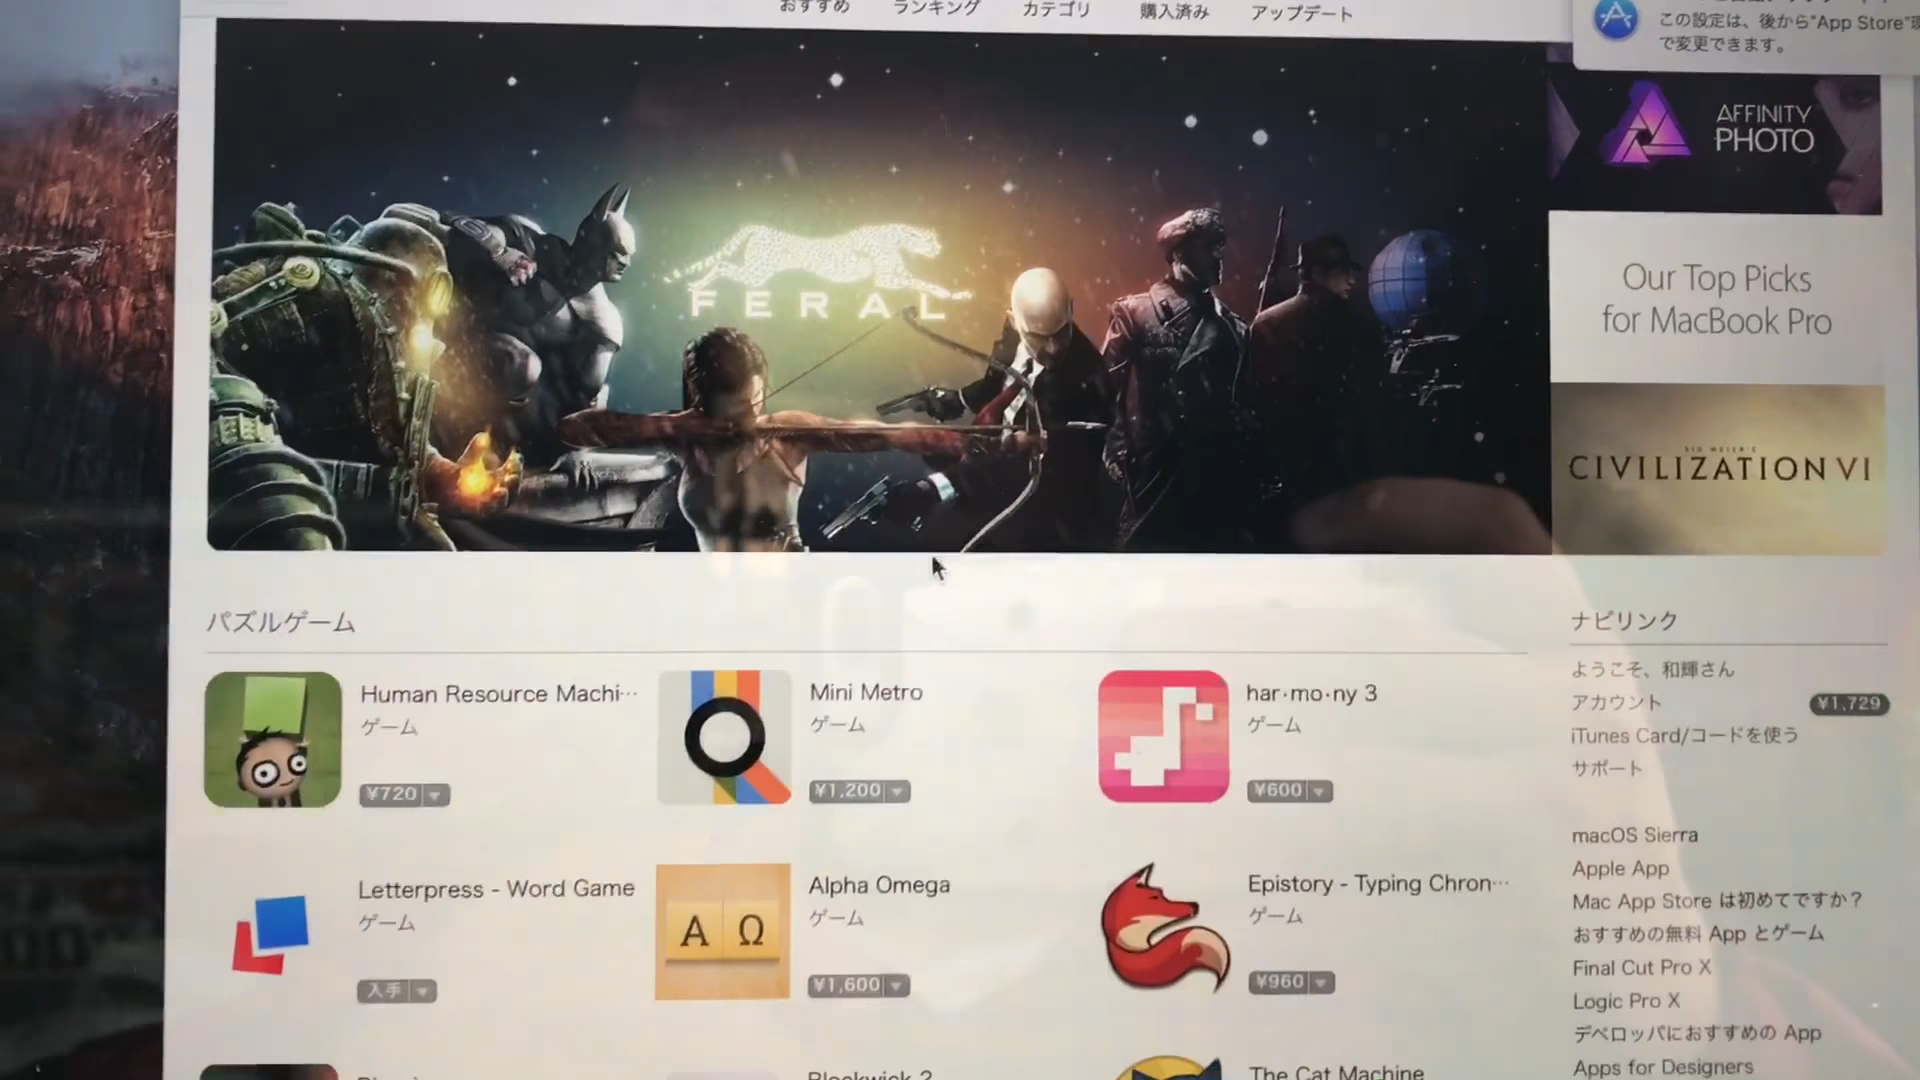 おすすめ ランキング カテゴリ 購入済み アップデート
この設定は、後から"App Store"環
で変更できます。
AFFINITY
PHOTO
FERAL
Our Top Picks
for MacBook Pro
SID MEIER'S
CIVILIZATION VI
パズルゲーム
Human Resource Machi…
ゲーム
¥720
Mini Metro
ゲーム
¥1,200
har·mo·ny 3
ゲーム
¥600
Letterpress - Word Game
ゲーム
入手
Alpha Omega
ゲーム
¥1,600
Α Ω
Epistory - Typing Chron…
ゲーム
¥960
The Cat Machine
ナビリンク
ようこそ、和輝さん
アカウント
¥1,729
iTunes Card/コードを使う
サポート
macOS Sierra
Apple App
Mac App Store は初めてですか？
おすすめの無料 App とゲーム
Final Cut Pro X
Logic Pro X
デベロッパにおすすめの App
Apps for Designers